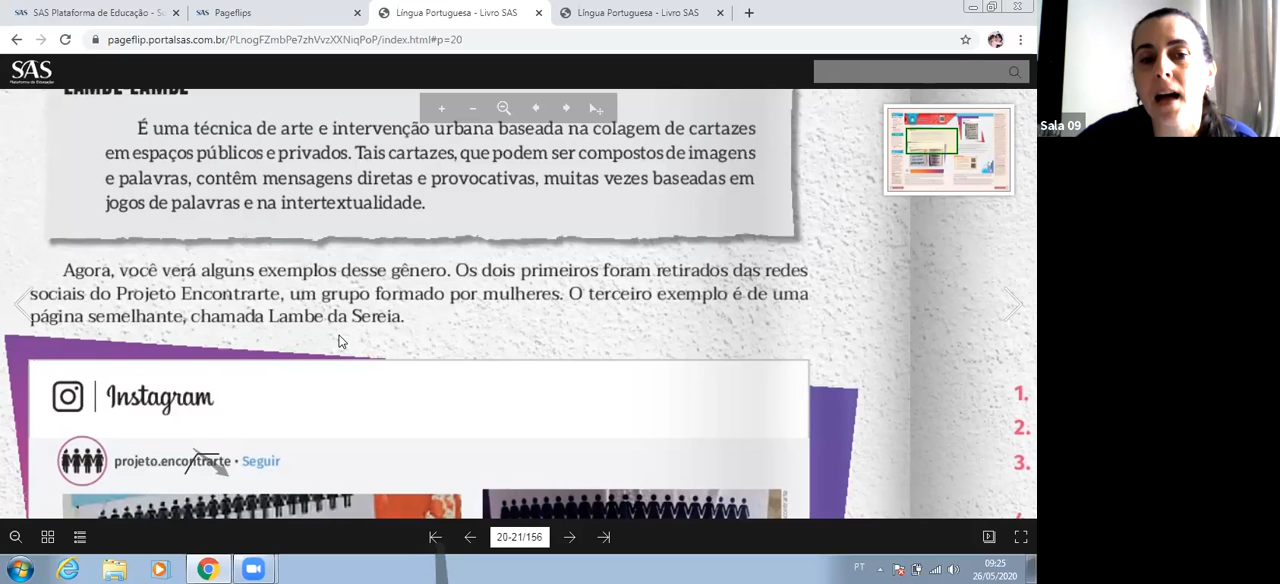 SAS Plataforma de Educação - S
Pageflips
Língua Portuguesa - Livro SAS
Língua Portuguesa - Livro SAS
pageflip.portalsas.com.br/PLnogFZmbPe7zhVvzXXNiqPoP/index.html#p=20
SAS
Plataforma de Educação
LAMBE-LAMBE
É uma técnica de arte e intervenção urbana baseada na colagem de cartazes
em espaços públicos e privados. Tais cartazes, que podem ser compostos de imagens
e palavras, contêm mensagens diretas e provocativas, muitas vezes baseadas em
jogos de palavras e na intertextualidade.
Agora, você verá alguns exemplos desse gênero. Os dois primeiros foram retirados das redes
sociais do Projeto Encontrarte, um grupo formado por mulheres. O terceiro exemplo é de uma
página semelhante, chamada Lambe da Sereia.
Instagram
projeto.encontrarte • Seguir
1.
2.
3.
Sala 09
20-21/156
PT
09:25
26/05/2020